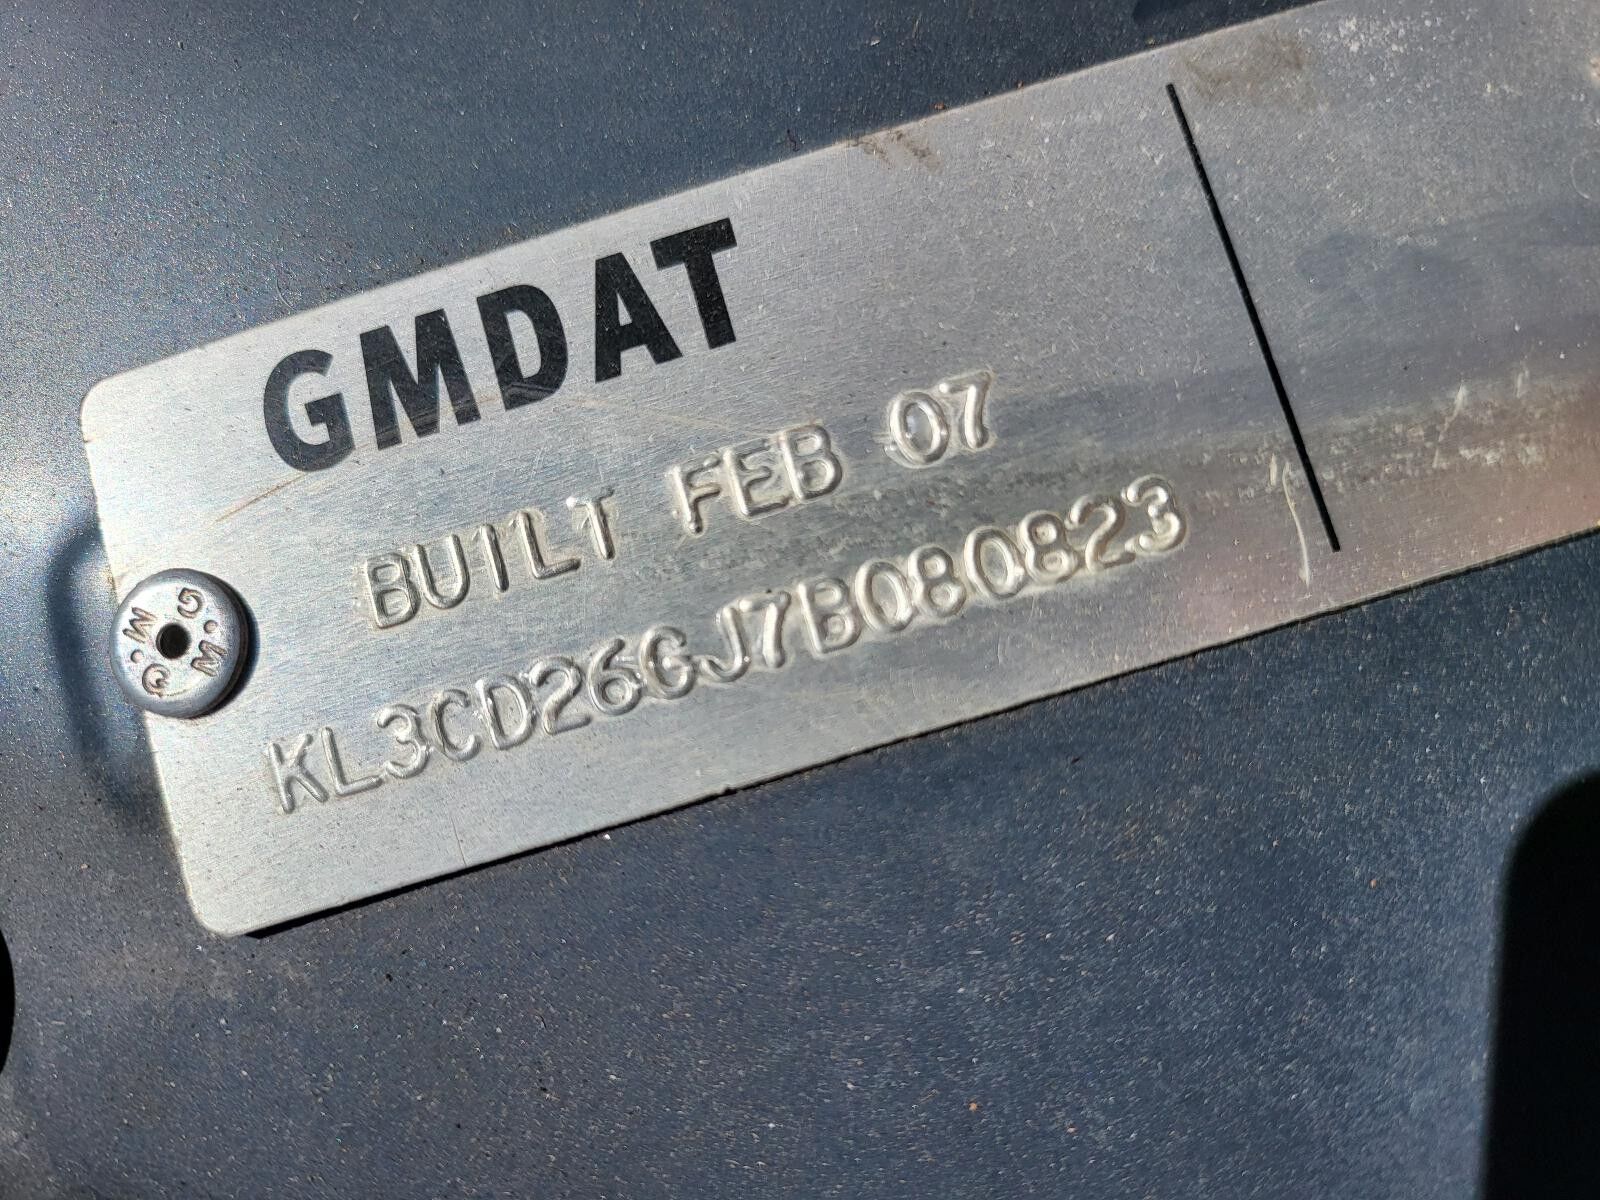 GMDAT
BUILT FEB 07
KL3CD26GJ7B080823
G.M.
G.M.